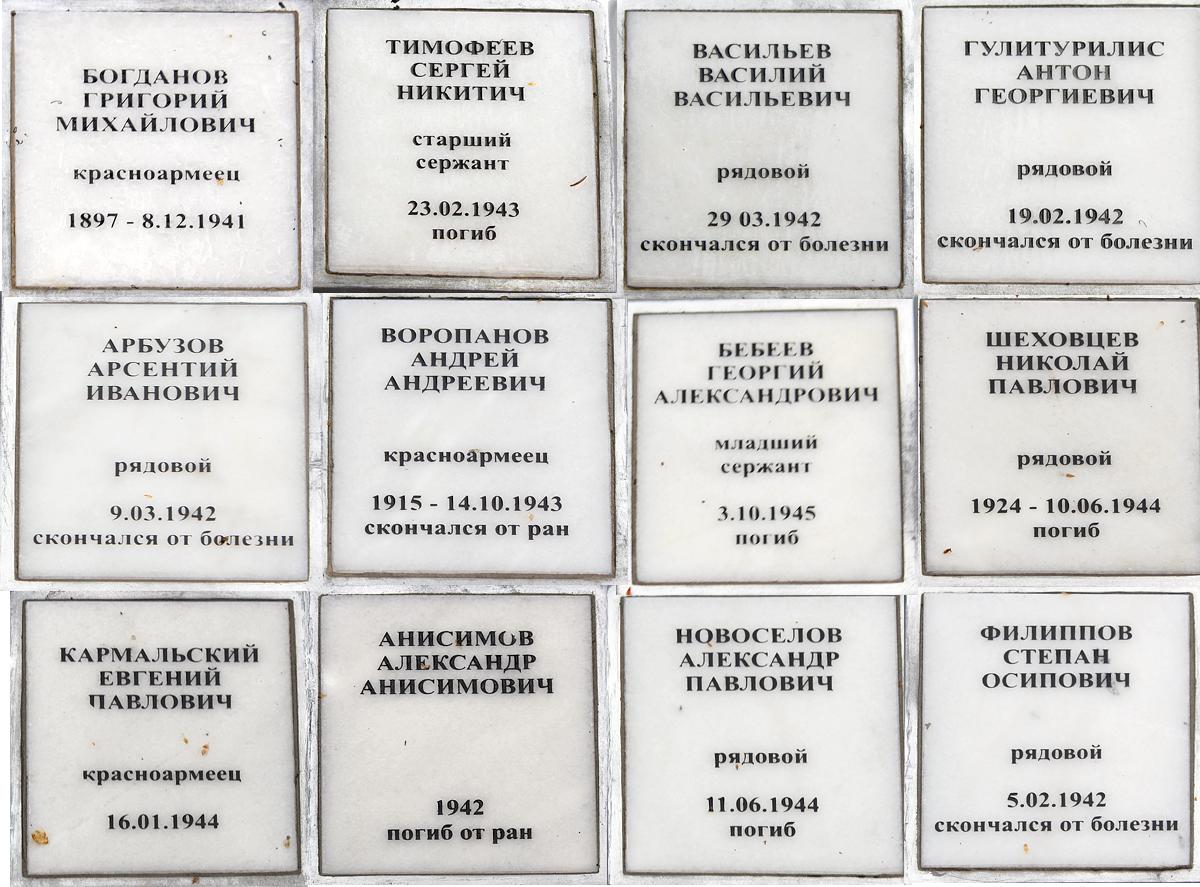 БОГДАНОВ
ГРИГОРИЙ
МИХАЙЛОВИЧ
красноармеец
1897 - 8.12.1941
ТИМОФЕЕВ
СЕРГЕЙ
НИКИТИЧ
старший
сержант
23.02.1943
погиб
ВАСИЛЬЕВ
ВАСИЛИЙ
ВАСИЛЬЕВИЧ
рядовой
29 03.1942
скончался от болезни
ГУЛИТУРИЛИС
АНТОН
ГЕОРГИЕВИЧ
рядовой
19.02.1942
скончался от болезни
АРБУЗОВ
АРСЕНТИЙ
ИВАНОВИЧ
рядовой
9.03.1942
скончался от болезни
ВОРОПАНОВ
АНДРЕЙ
АНДРЕЕВИЧ
красноармеец
1915 - 14.10.1943
скончался от ран
БЕБЕЕВ
ГЕОРГИЙ
АЛЕКСАНДРОВИЧ
младший
сержант
3.10.1945
погиб
ШЕХОВЦЕВ
НИКОЛАЙ
ПАВЛОВИЧ
рядовой
1924 - 10.06.1944
погиб
КАРМАЛЬСКИЙ
ЕВГЕНИЙ
ПАВЛОВИЧ
красноармеец
16.01.1944
АНИСИМОВ
АЛЕКСАНДР
АНИСИМОВИЧ
1942
погиб от ран
НОВОСЕЛОВ
АЛЕКСАНДР
ПАВЛОВИЧ
рядовой
11.06.1944
погиб
ФИЛИППОВ
СТЕПАН
ОСИПОВИЧ
рядовой
5.02.1942
скончался от болезни